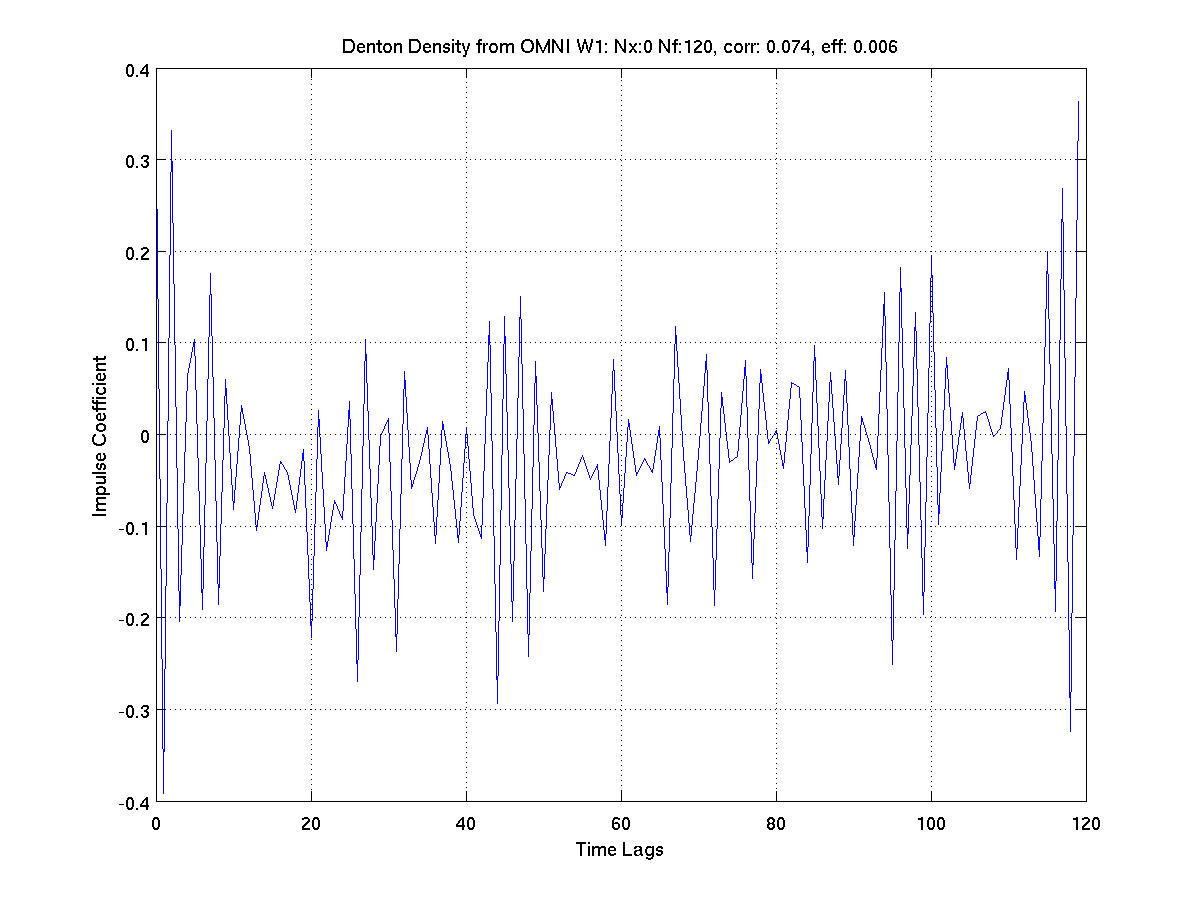 Denton Density from OMNI W1: Nx:0 Nf:120, corr: 0.074, eff: 0.006
0.4
0.3
0.2
0.1
0
-0.1
-0.2
-0.3
-0.4
Impulse Coefficient
0 20 40 60 80 100 120
Time Lags